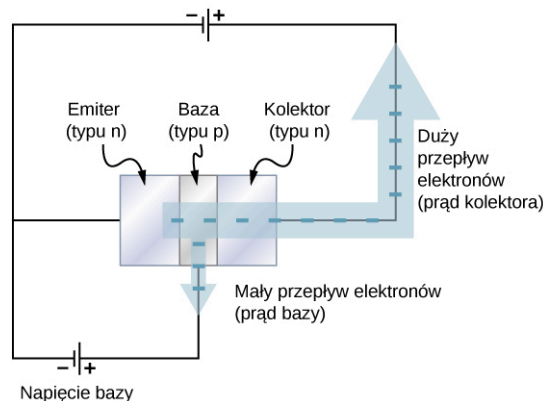 − +
Emiter
(typu n)
Baza
(typu p)
Kolektor
(typu n)
Duży
przepływ
elektronów
(prąd kolektora)
Mały przepływ elektronów
(prąd bazy)
− +
Napięcie bazy